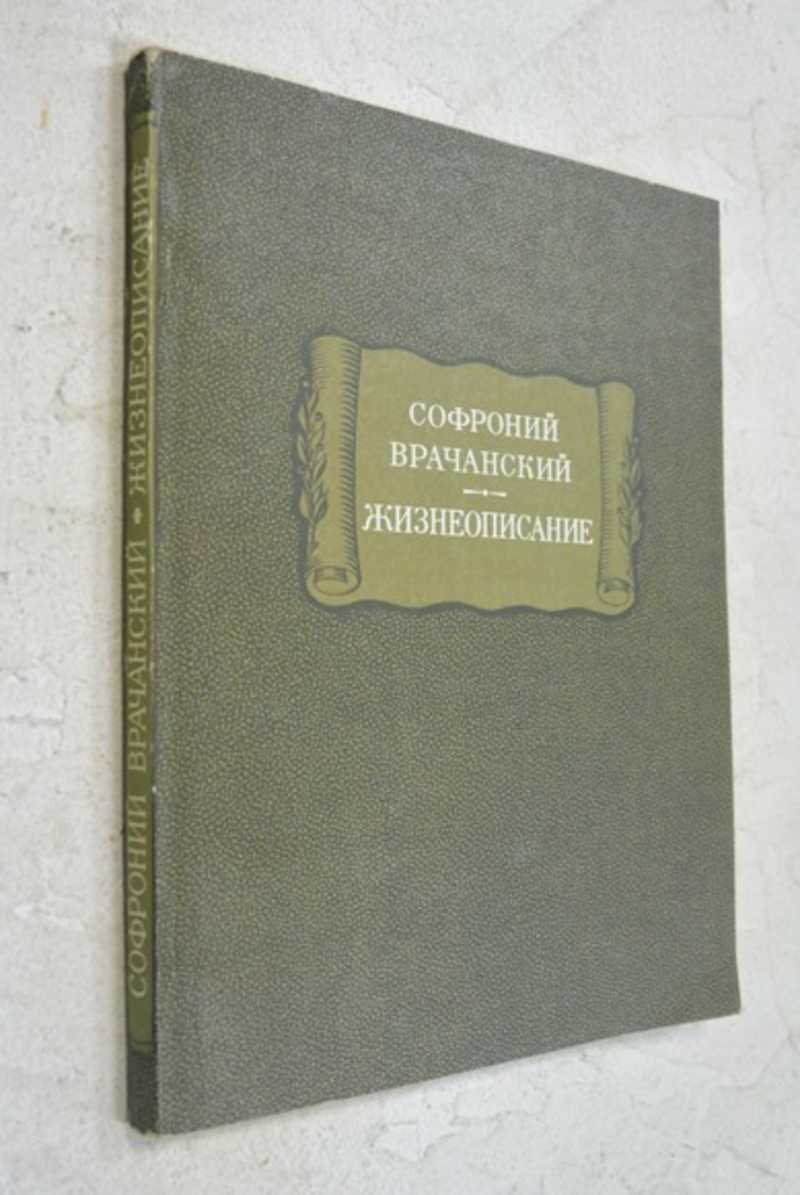 СОФРОНИЙ
ВРАЧАНСКИЙ
ЖИЗНЕОПИСАНИЕ
СОФРОНИЙ ВРАЧАНСКИЙ • ЖИЗНЕОПИСАНИЕ